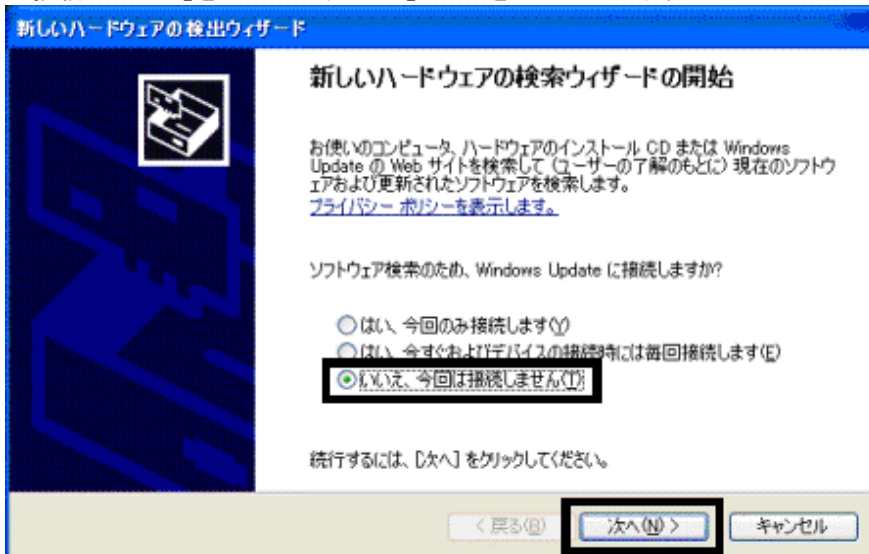 新しいハードウェアの検出ウィザード
新しいハードウェアの検索ウィザードの開始
お使いのコンピュータ、ハードウェアのインストール CD または Windows
Update の Web サイトを検索して (ユーザーの了解のもとに) 現在のソフトウ
ェアおよび更新されたソフトウェアを検索します。
プライバシー ポリシーを表示します。
ソフトウェア検索のため、Windows Update に接続しますか?
はい、今回のみ接続します(Y)
はい、今すぐおよびデバイスの接続時には毎回接続します(E)
いいえ、今回は接続しません(T)
続行するには、[次へ] をクリックしてください。
< 戻る(B)
次へ(N) >
キャンセル